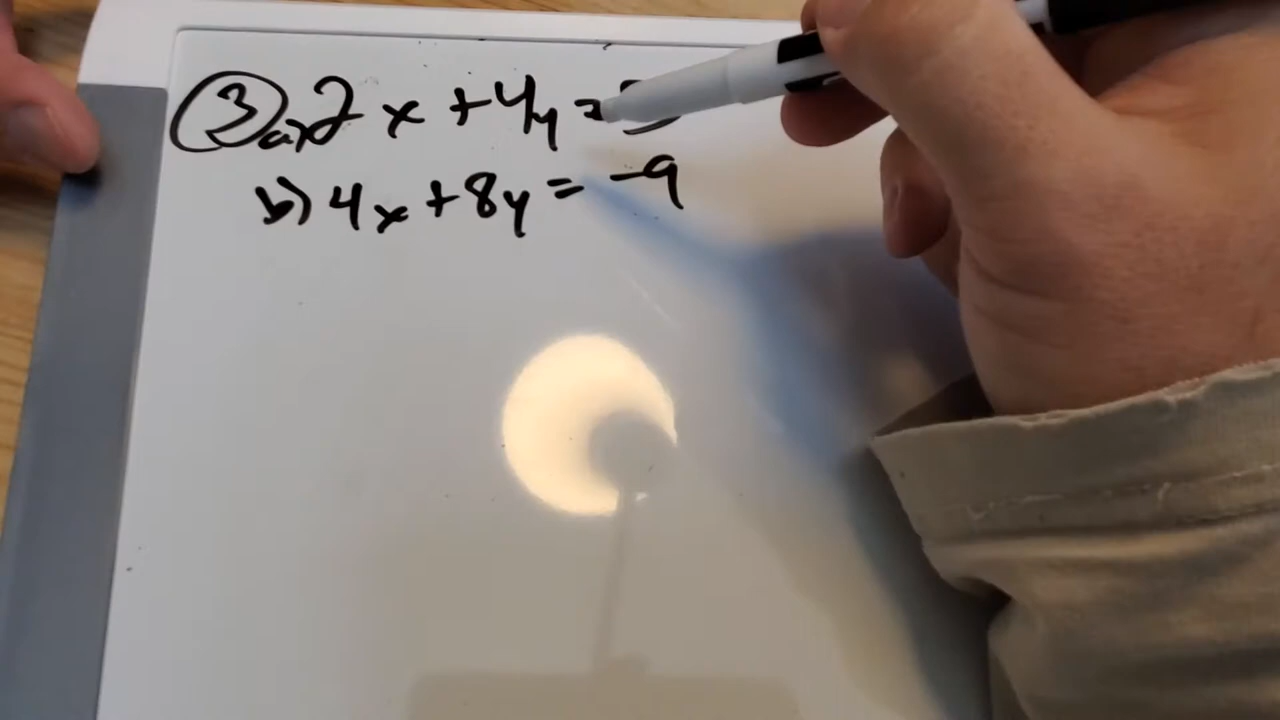 3 a) 2x + 4y =
b) 4x + 8y = -9